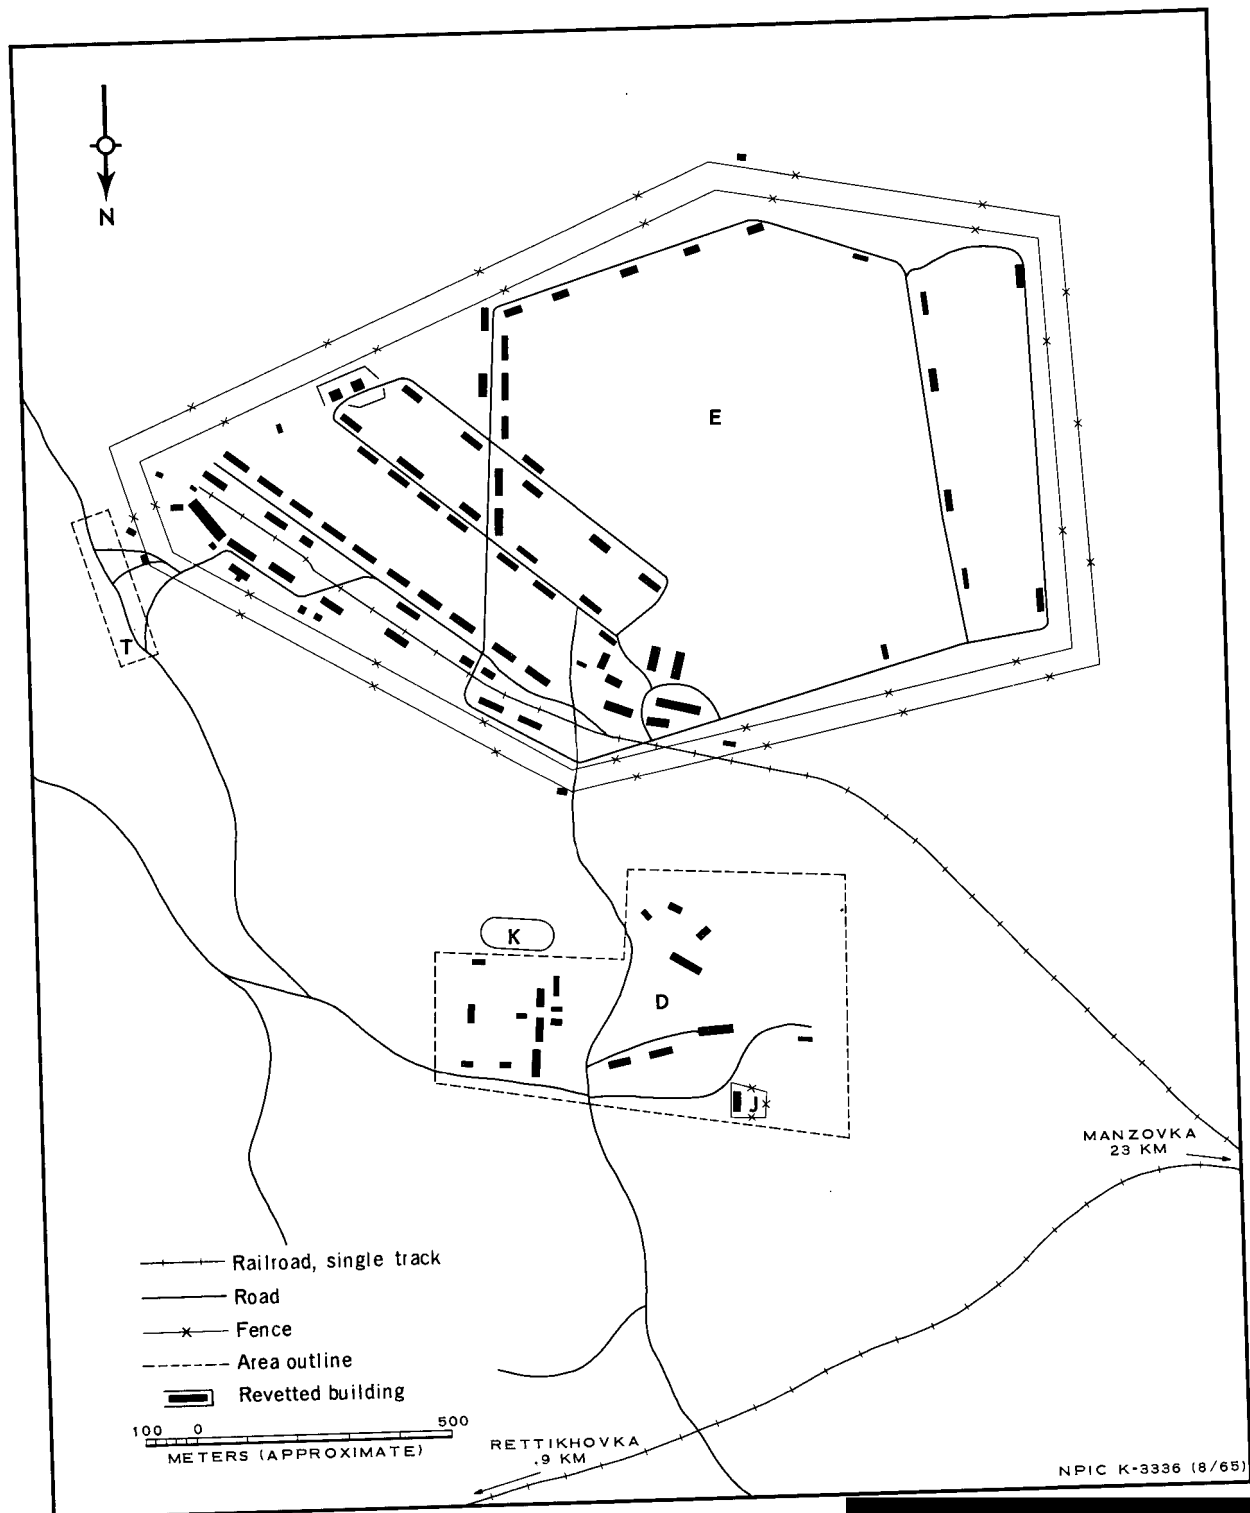 N
E
T
K
D
J
MANZOVKA
23 KM
Railroad, single track
Road
Fence
Area outline
Revetted building
100 0 500
METERS (APPROXIMATE)
RETTIKHOVKA
.9 KM
NPIC K-3336 (8/65)